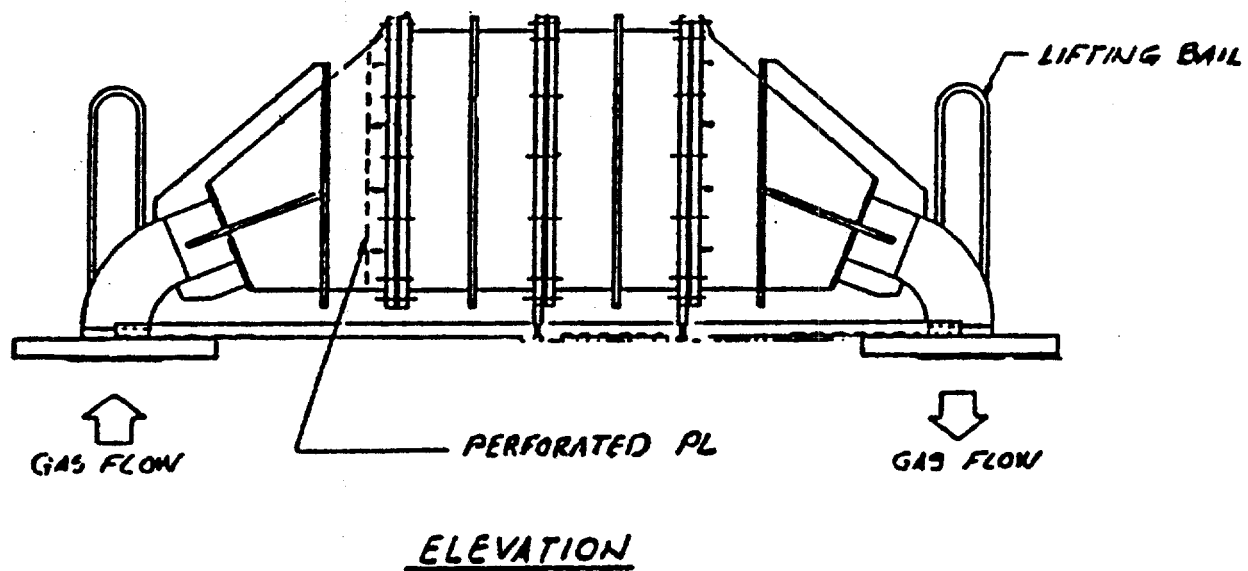 LIFTING BAIL
PERFORATED PL
GAS FLOW
GAS FLOW
ELEVATION